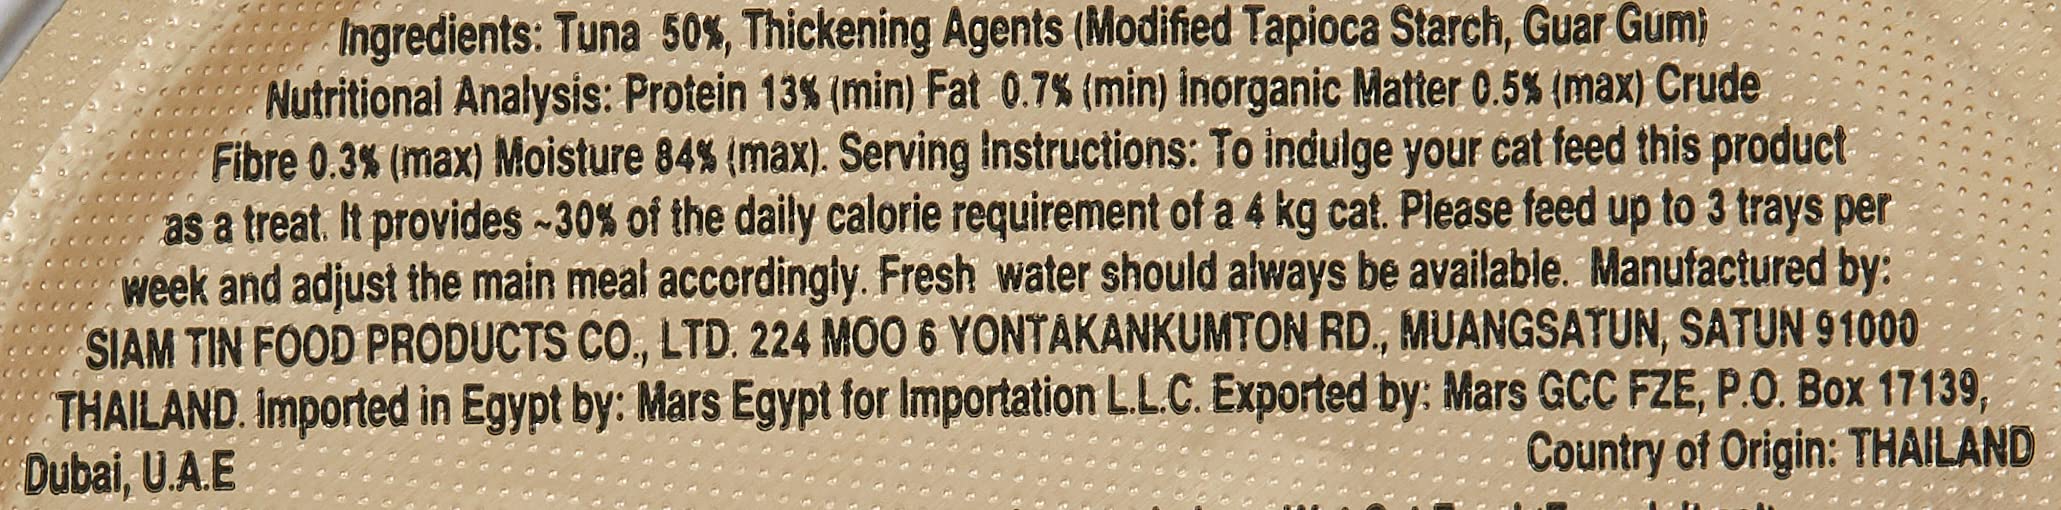 Ingredients: Tuna 50%, Thickening Agents (Modified Tapioca Starch, Guar Gum)
Nutritional Analysis: Protein 13% (min) Fat 0.7% (min) Inorganic Matter 0.5% (max) Crude
Fibre 0.3% (max) Moisture 84% (max). Serving Instructions: To indulge your cat feed this product
as a treat. It provides ~30% of the daily calorie requirement of a 4 kg cat. Please feed up to 3 trays per
week and adjust the main meal accordingly. Fresh water should always be available. Manufactured by:
SIAM TIN FOOD PRODUCTS CO., LTD. 224 MOO 6 YONTAKANKUMTON RD., MUANGSATUN, SATUN 91000
THAILAND. Imported in Egypt by: Mars Egypt for Importation L.L.C. Exported by: Mars GCC FZE, P.O. Box 17139,
Dubai, U.A.E Country of Origin: THAILAND